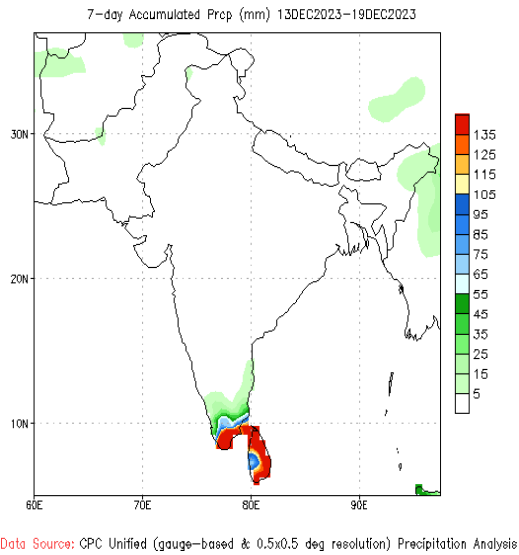 7-day Accumulated Prcp (mm) 13DEC2023-19DEC2023
30N
20N
10N
60E
70E
80E
90E
135
125
115
105
95
85
75
65
55
45
35
25
15
5
Data Source: CPC Unified (gauge-based & 0.5x0.5 deg resolution) Precipitation Analysis